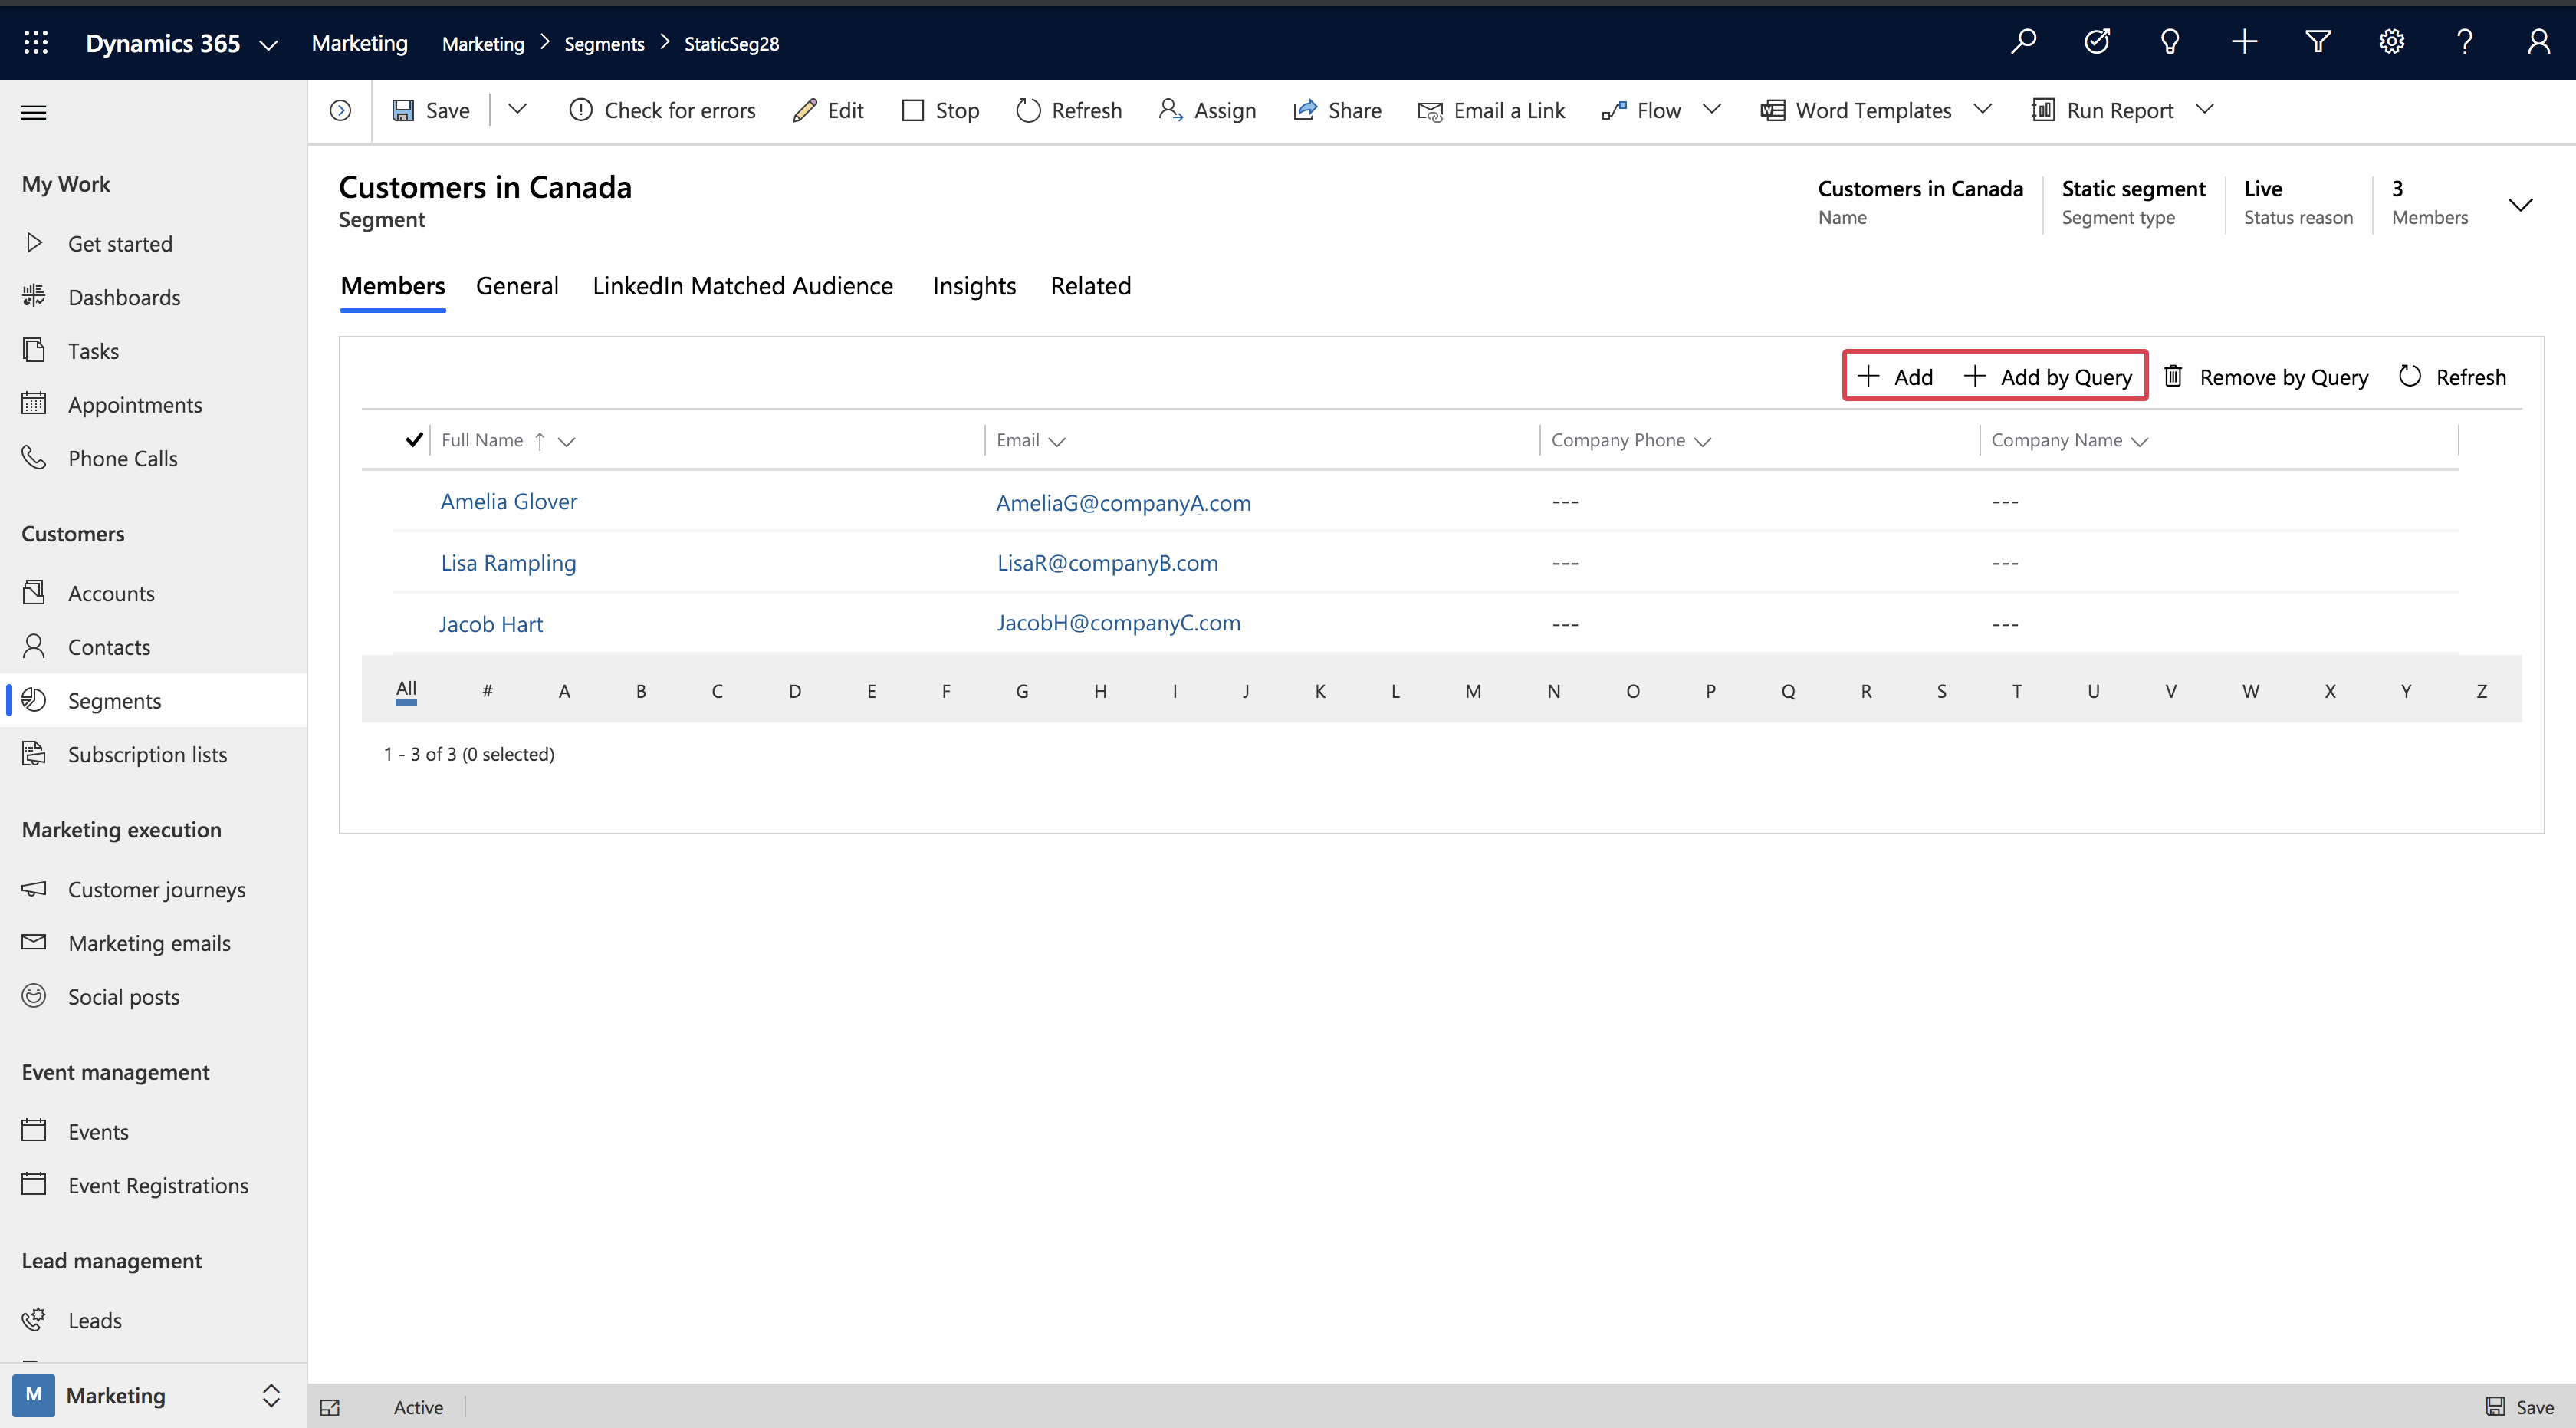 Dynamics 365 Marketing Marketing > Segments > StaticSeg28
Save Check for errors Edit Stop Refresh Assign Share Email a Link Flow Word Templates Run Report
My Work
Get started
Dashboards
Tasks
Appointments
Phone Calls
Customers
Accounts
Contacts
Segments
Subscription lists
Marketing execution
Customer journeys
Marketing emails
Social posts
Event management
Events
Event Registrations
Lead management
Leads
M Marketing
Customers in Canada
Segment
Customers in Canada Static segment Live 3
Name Segment type Status reason Members
Members General LinkedIn Matched Audience Insights Related
Add Add by Query Remove by Query Refresh
Full Name ↑ Email Company Phone Company Name
Amelia Glover AmeliaG@companyA.com --- ---
Lisa Rampling LisaR@companyB.com --- ---
Jacob Hart JacobH@companyC.com --- ---
All # A B C D E F G H I J K L M N O P Q R S T U V W X Y Z
1 - 3 of 3 (0 selected)
Active Save